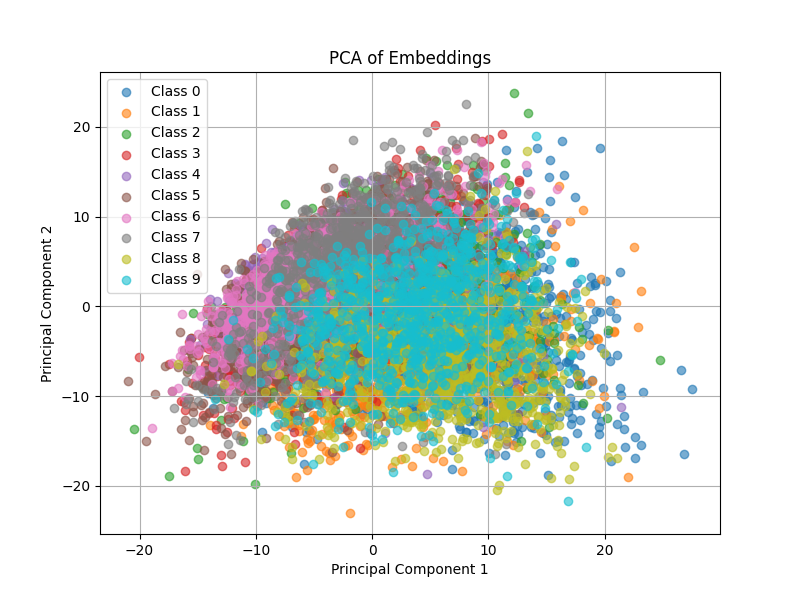 PCA of Embeddings
Class 0
Class 1
Class 2
Class 3
Class 4
Class 5
Class 6
Class 7
Class 8
Class 9
20
10
0
−10
−20
Principal Component 2
−20 −10 0 10 20
Principal Component 1